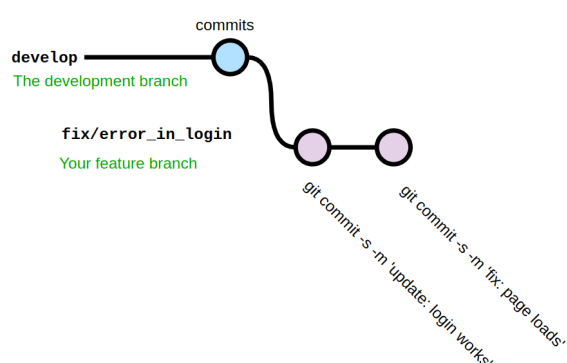 commits
develop
The development branch
fix/error_in_login
Your feature branch
git commit -s -m 'update: login works'
git commit -s -m 'fix: page loads'